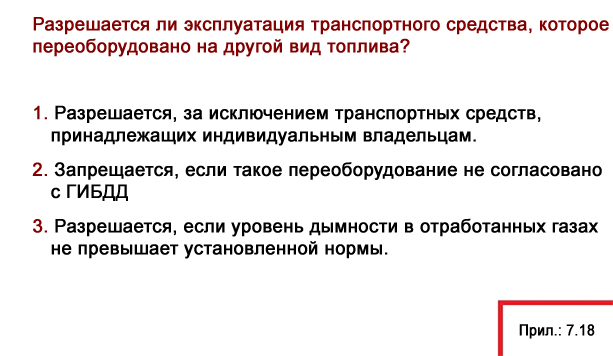 Разрешается ли эксплуатация транспортного средства, которое
переоборудовано на другой вид топлива?
1. Разрешается, за исключением транспортных средств,
принадлежащих индивидуальным владельцам.
2. Запрещается, если такое переоборудование не согласовано
с ГИБДД
3. Разрешается, если уровень дымности в отработанных газах
не превышает установленной нормы.
Прил.: 7.18